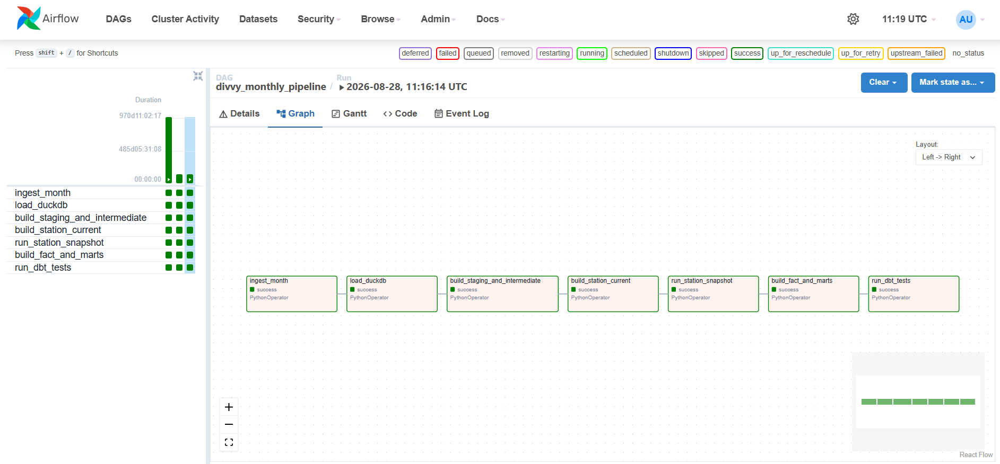 Airflow DAGs Cluster Activity Datasets Security Browse Admin Docs 11:19 UTC AU
Press shift + / for Shortcuts deferred failed queued removed restarting running scheduled shutdown skipped success up_for_reschedule up_for_retry upstream_failed no_status
DAG Run
divvy_monthly_pipeline / 2026-08-28, 11:16:14 UTC
Clear Mark state as...
Details Graph Gantt Code Event Log
Duration
970d11:02:17
485d05:31:08
00:00:00
ingest_month
load_duckdb
build_staging_and_intermediate
build_station_current
run_station_snapshot
build_fact_and_marts
run_dbt_tests
Layout:
Left -> Right
ingest_month
success
PythonOperator
load_duckdb
success
PythonOperator
build_staging_and_intermediate
success
PythonOperator
build_station_current
success
PythonOperator
run_station_snapshot
success
PythonOperator
build_fact_and_marts
success
PythonOperator
run_dbt_tests
success
PythonOperator
React Flow